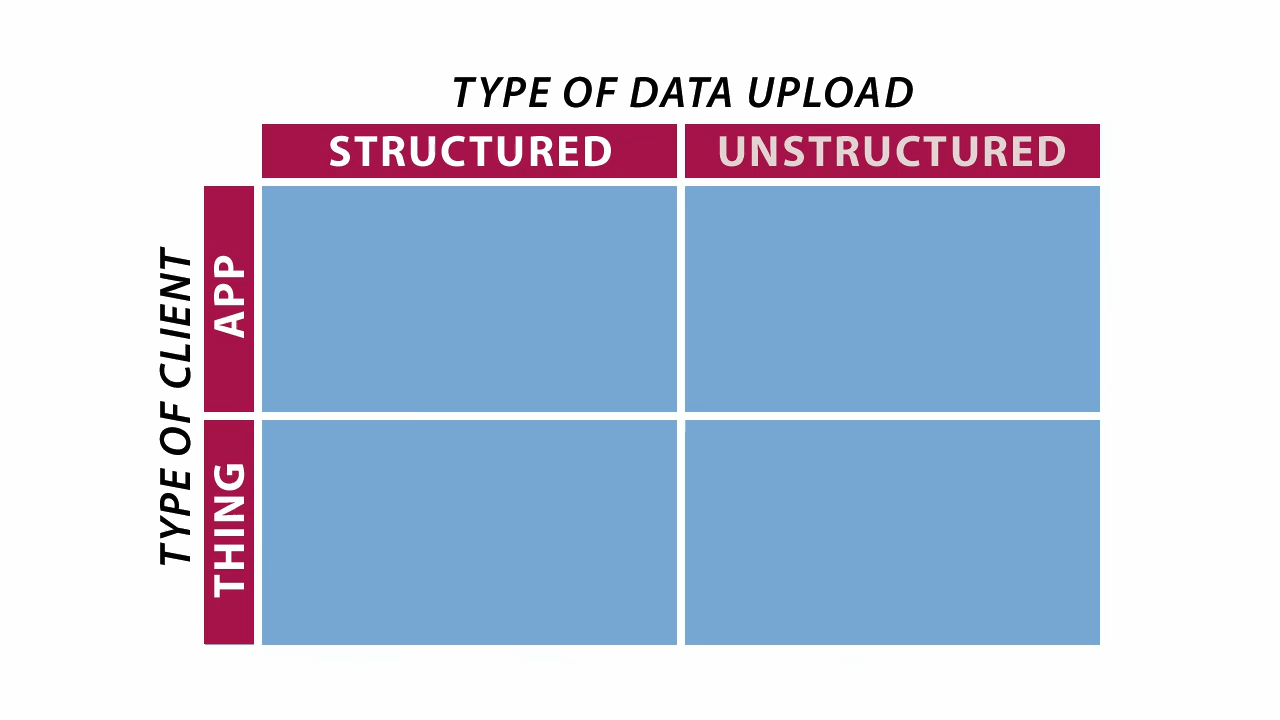 TYPE OF DATA UPLOAD
STRUCTURED
UNSTRUCTURED
TYPE OF CLIENT
APP
THING